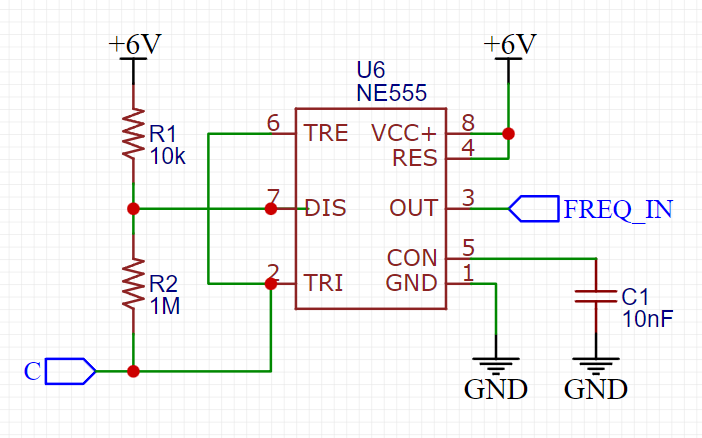 +6V
+6V
U6
NE555
6
TRE
VCC+
8
R1
10k
RES
4
7
DIS
OUT
3
FREQ_IN
CON
5
2
TRI
GND
1
R2
1M
C1
10nF
C
GND
GND